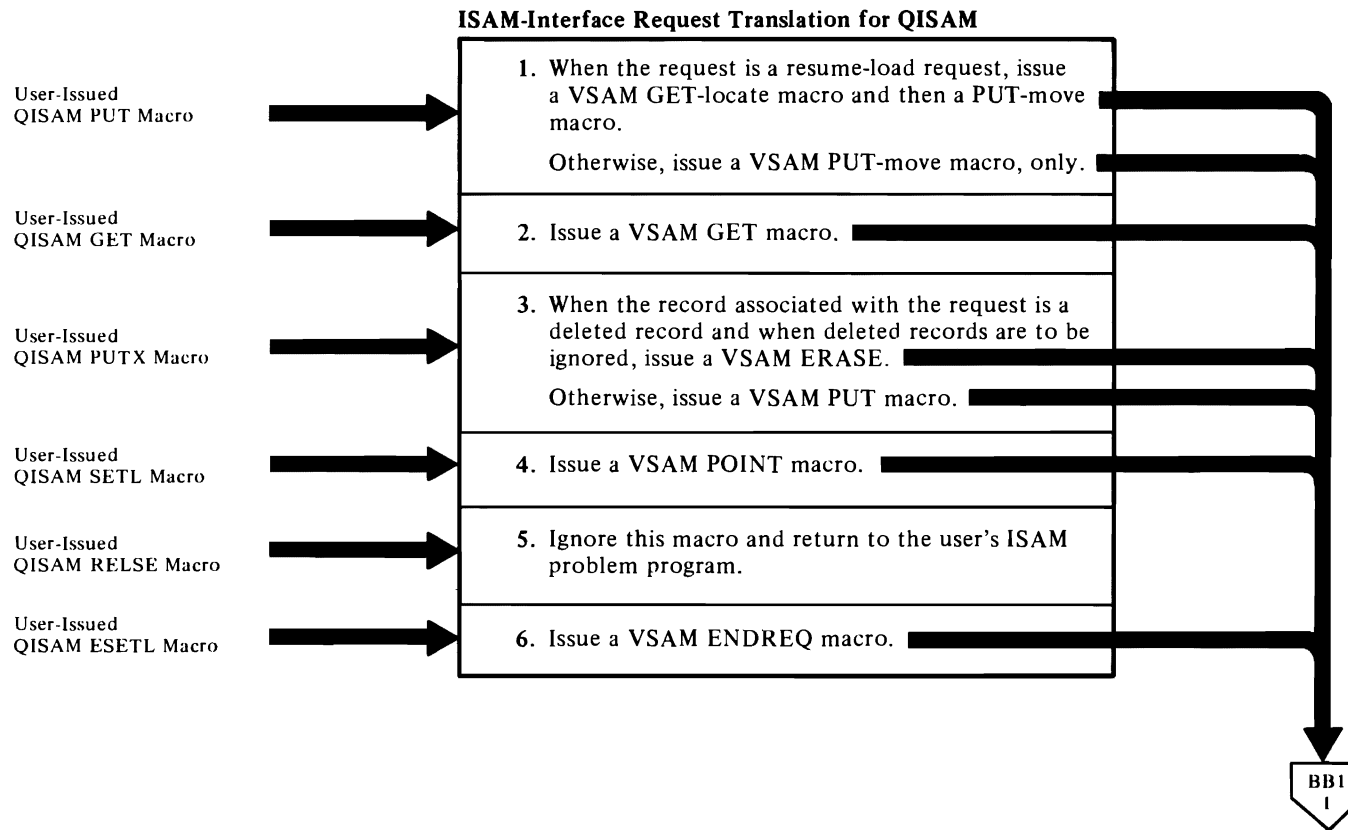 ISAM-Interface Request Translation for QISAM
User-Issued
QISAM PUT Macro
1. When the request is a resume-load request, issue
a VSAM GET-locate macro and then a PUT-move
macro.
Otherwise, issue a VSAM PUT-move macro, only.
User-Issued
QISAM GET Macro
2. Issue a VSAM GET macro.
User-Issued
QISAM PUTX Macro
3. When the record associated with the request is a
deleted record and when deleted records are to be
ignored, issue a VSAM ERASE.
Otherwise, issue a VSAM PUT macro.
User-Issued
QISAM SETL Macro
4. Issue a VSAM POINT macro.
User-Issued
QISAM RELSE Macro
5. Ignore this macro and return to the user's ISAM
problem program.
User-Issued
QISAM ESETL Macro
6. Issue a VSAM ENDREQ macro.
BB1
1